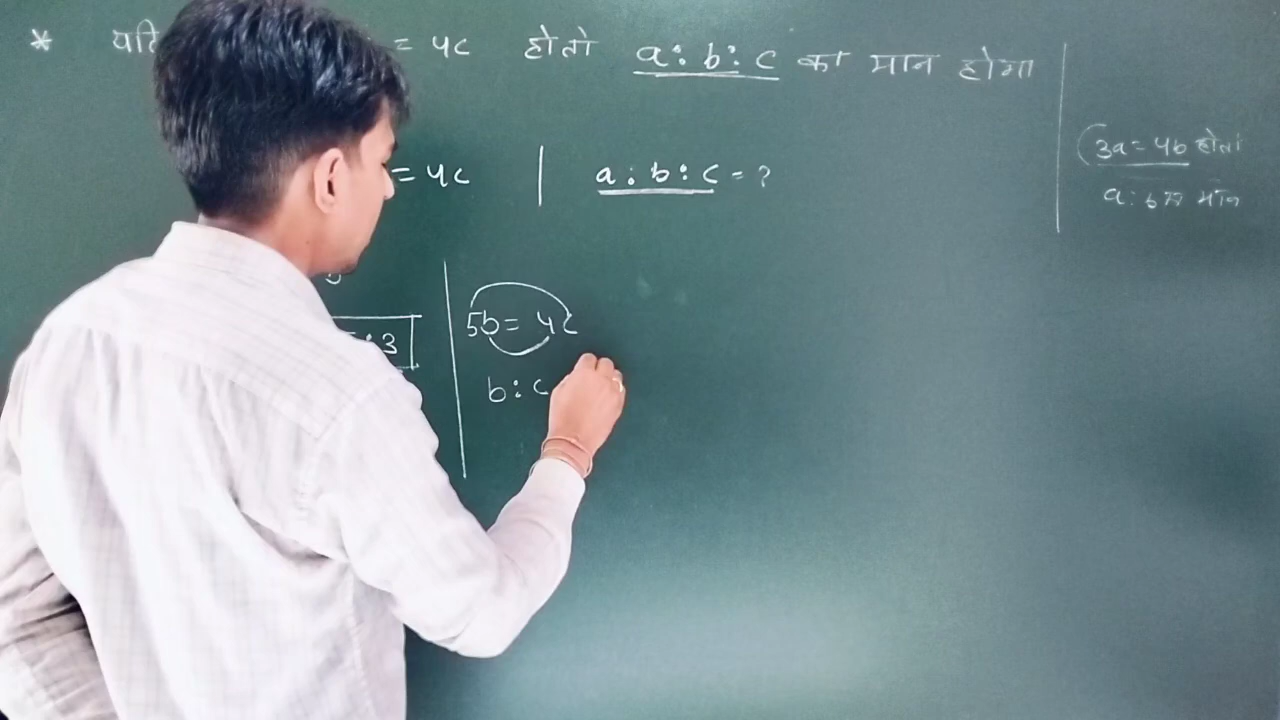 * यदि = 4c होतो a:b:c का मान होगा
= 4c | a:b:c = ?
(3a = 4b होतो
a:b मान
:3
5b = 4c
b:c